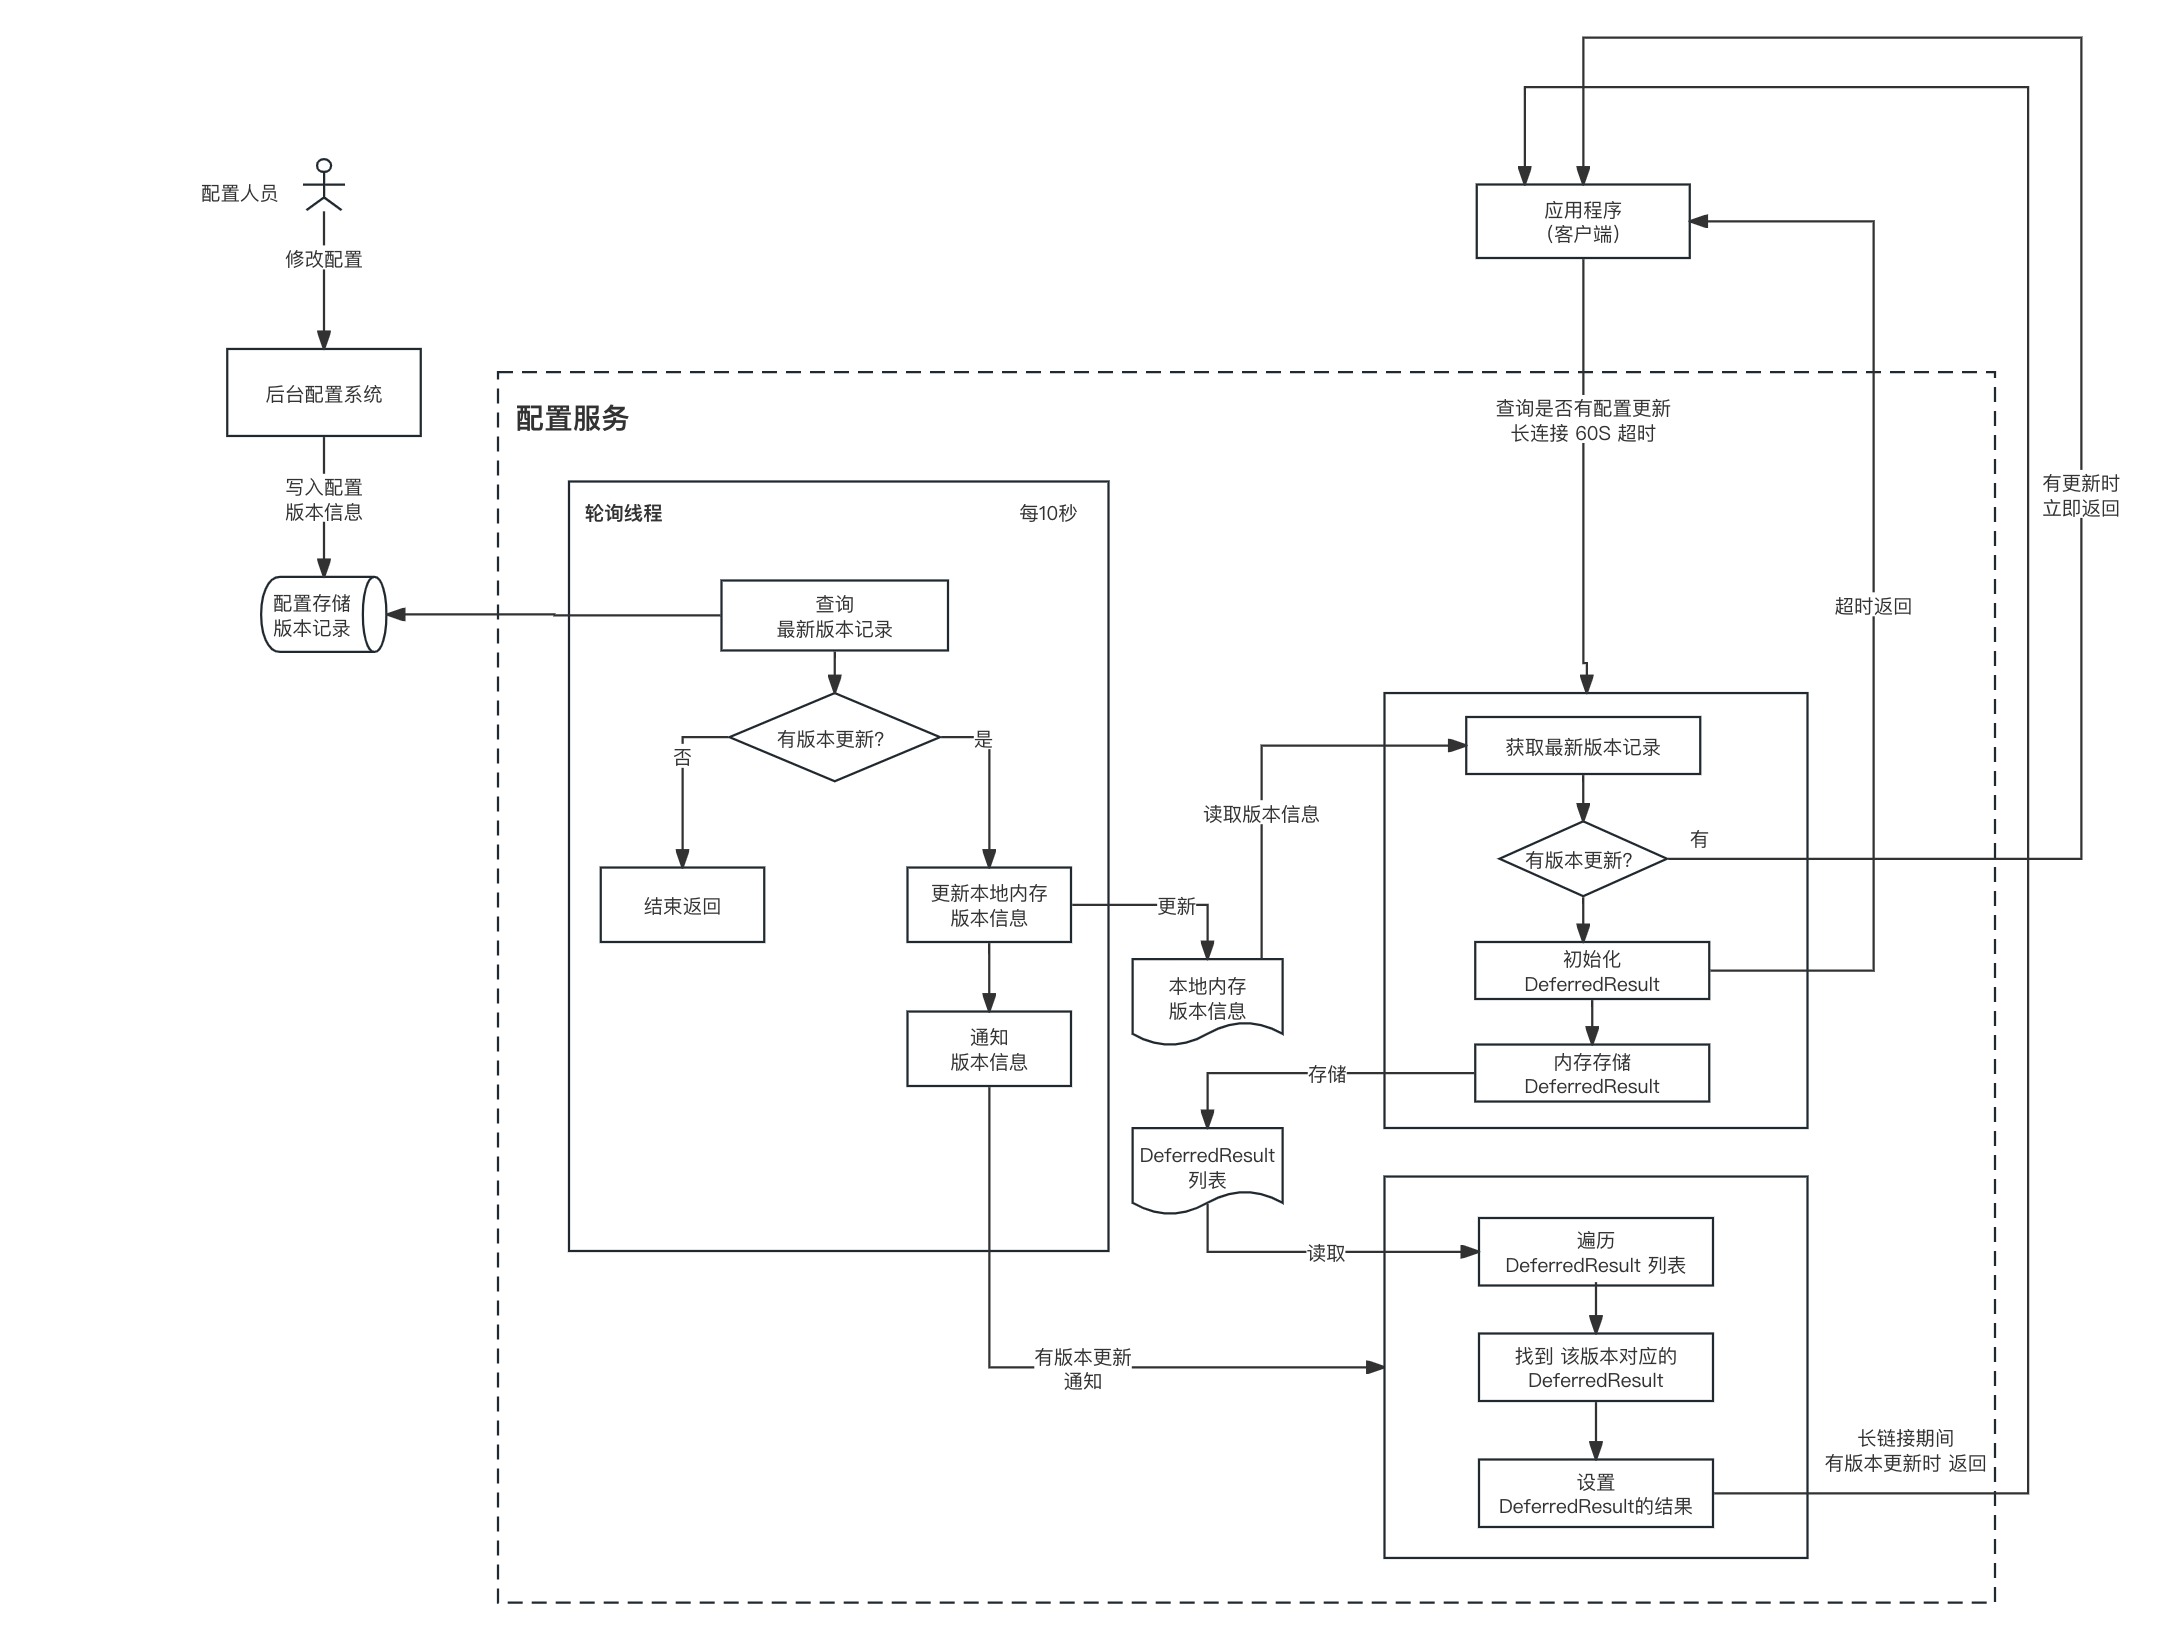 配置人员
修改配置
后台配置系统
写入配置
版本信息
配置存储
版本记录
应用程序
（客户端）
配置服务
查询是否有配置更新
长连接 60S 超时
有更新时
立即返回
超时返回
轮询线程
每10秒
查询
最新版本记录
有版本更新?
否
是
结束返回
更新本地内存
版本信息
更新
通知
版本信息
本地内存
版本信息
读取版本信息
获取最新版本记录
有版本更新?
有
初始化
DeferredResult
内存存储
DeferredResult
存储
DeferredResult
列表
读取
遍历
DeferredResult 列表
有版本更新
通知
找到 该版本对应的
DeferredResult
设置
DeferredResult的结果
长链接期间
有版本更新时 返回